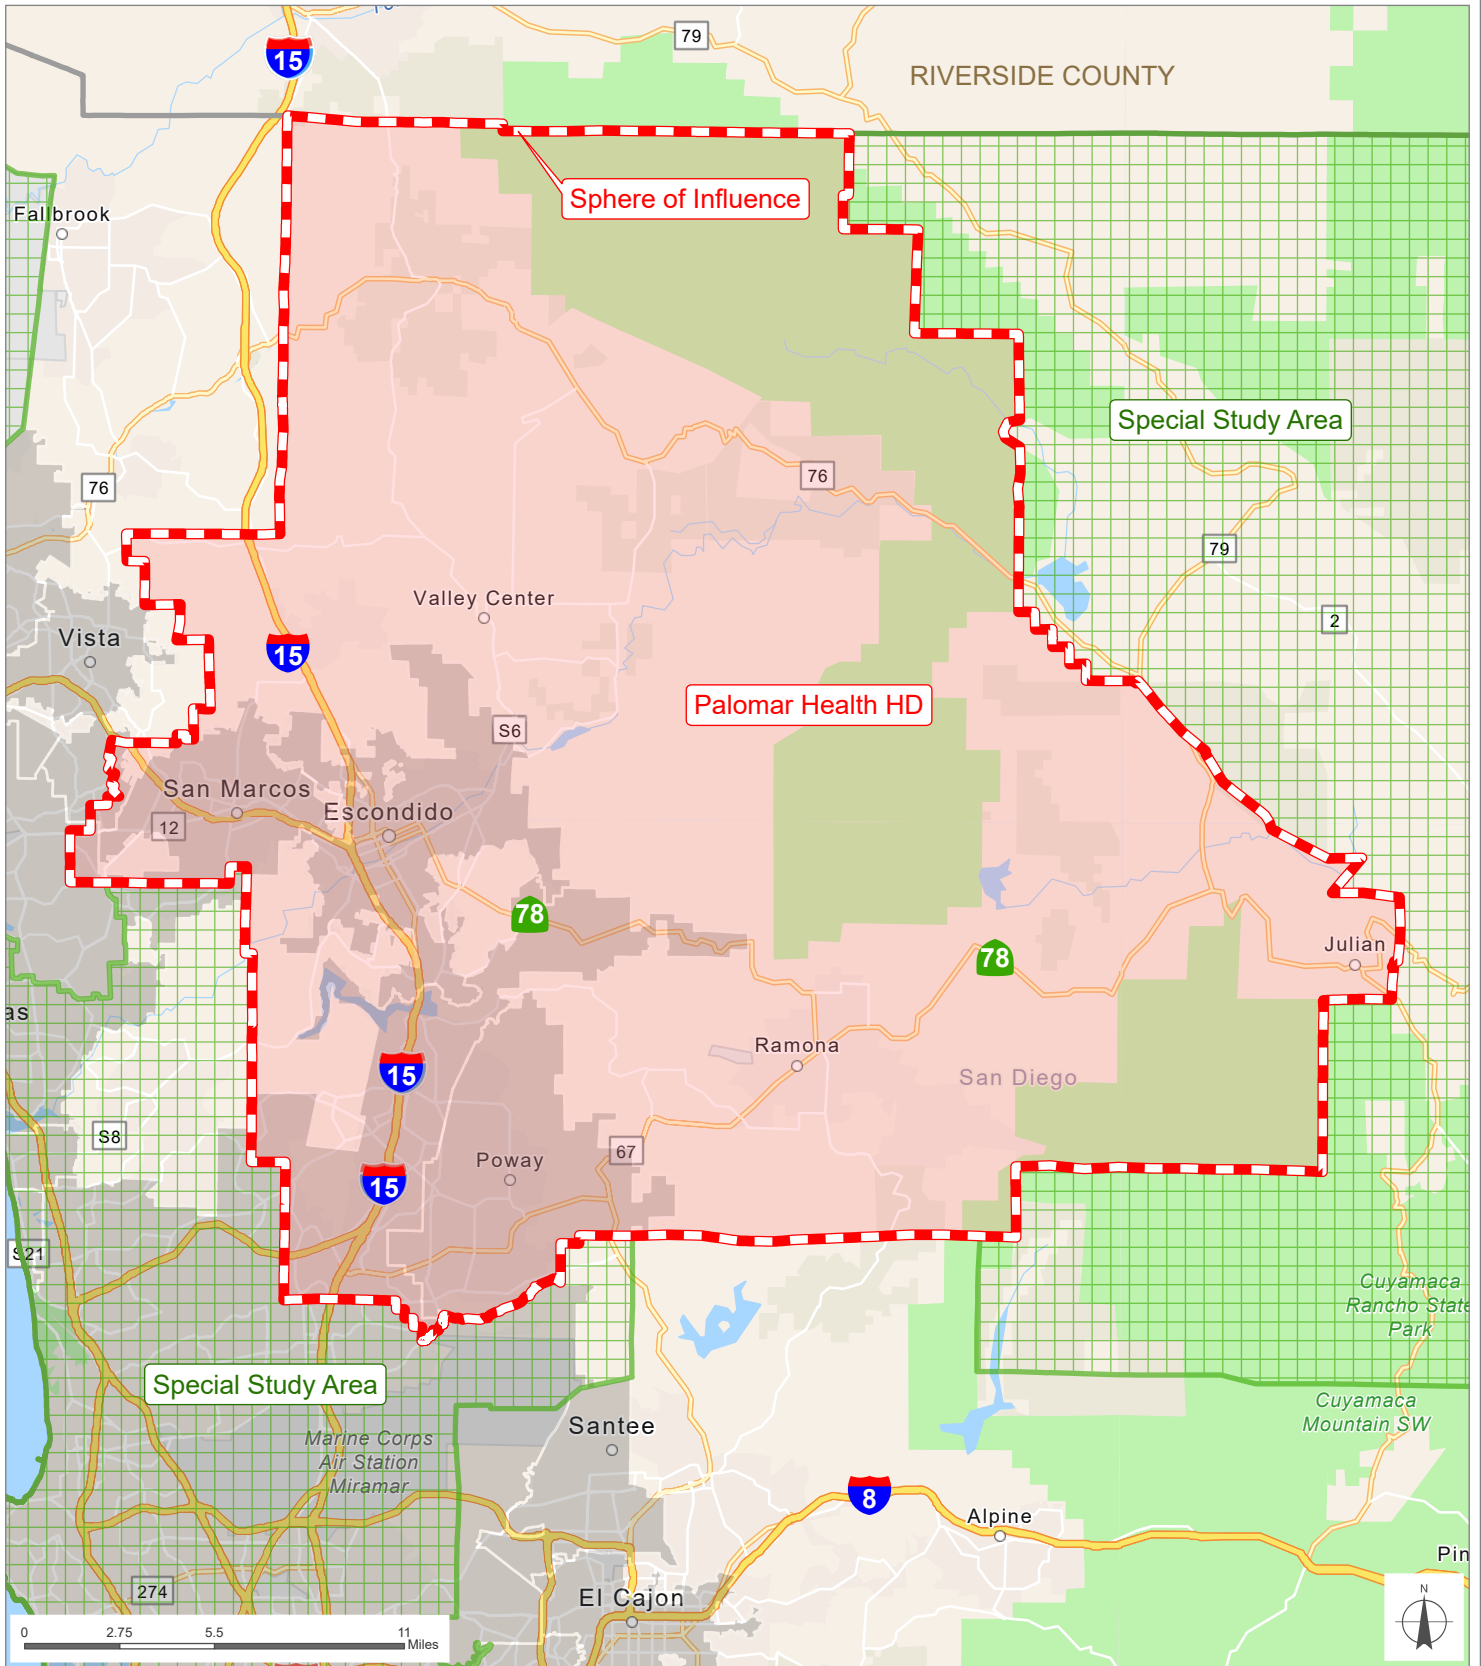 79
15
RIVERSIDE COUNTY
Sphere of Influence
Fallbrook
Special Study Area
76
76
79
Valley Center
2
Vista
15
Palomar Health HD
S6
San Marcos
Escondido
12
78
Julian
78
as
Ramona
15
San Diego
S8
67
Poway
15
S21
Cuyamaca
Rancho State
Park
Special Study Area
Cuyamaca
Mountain SW
Santee
Marine Corps
Air Station
Miramar
8
Alpine
Pin
274
El Cajon
N
0 2.75 5.5 11
Miles